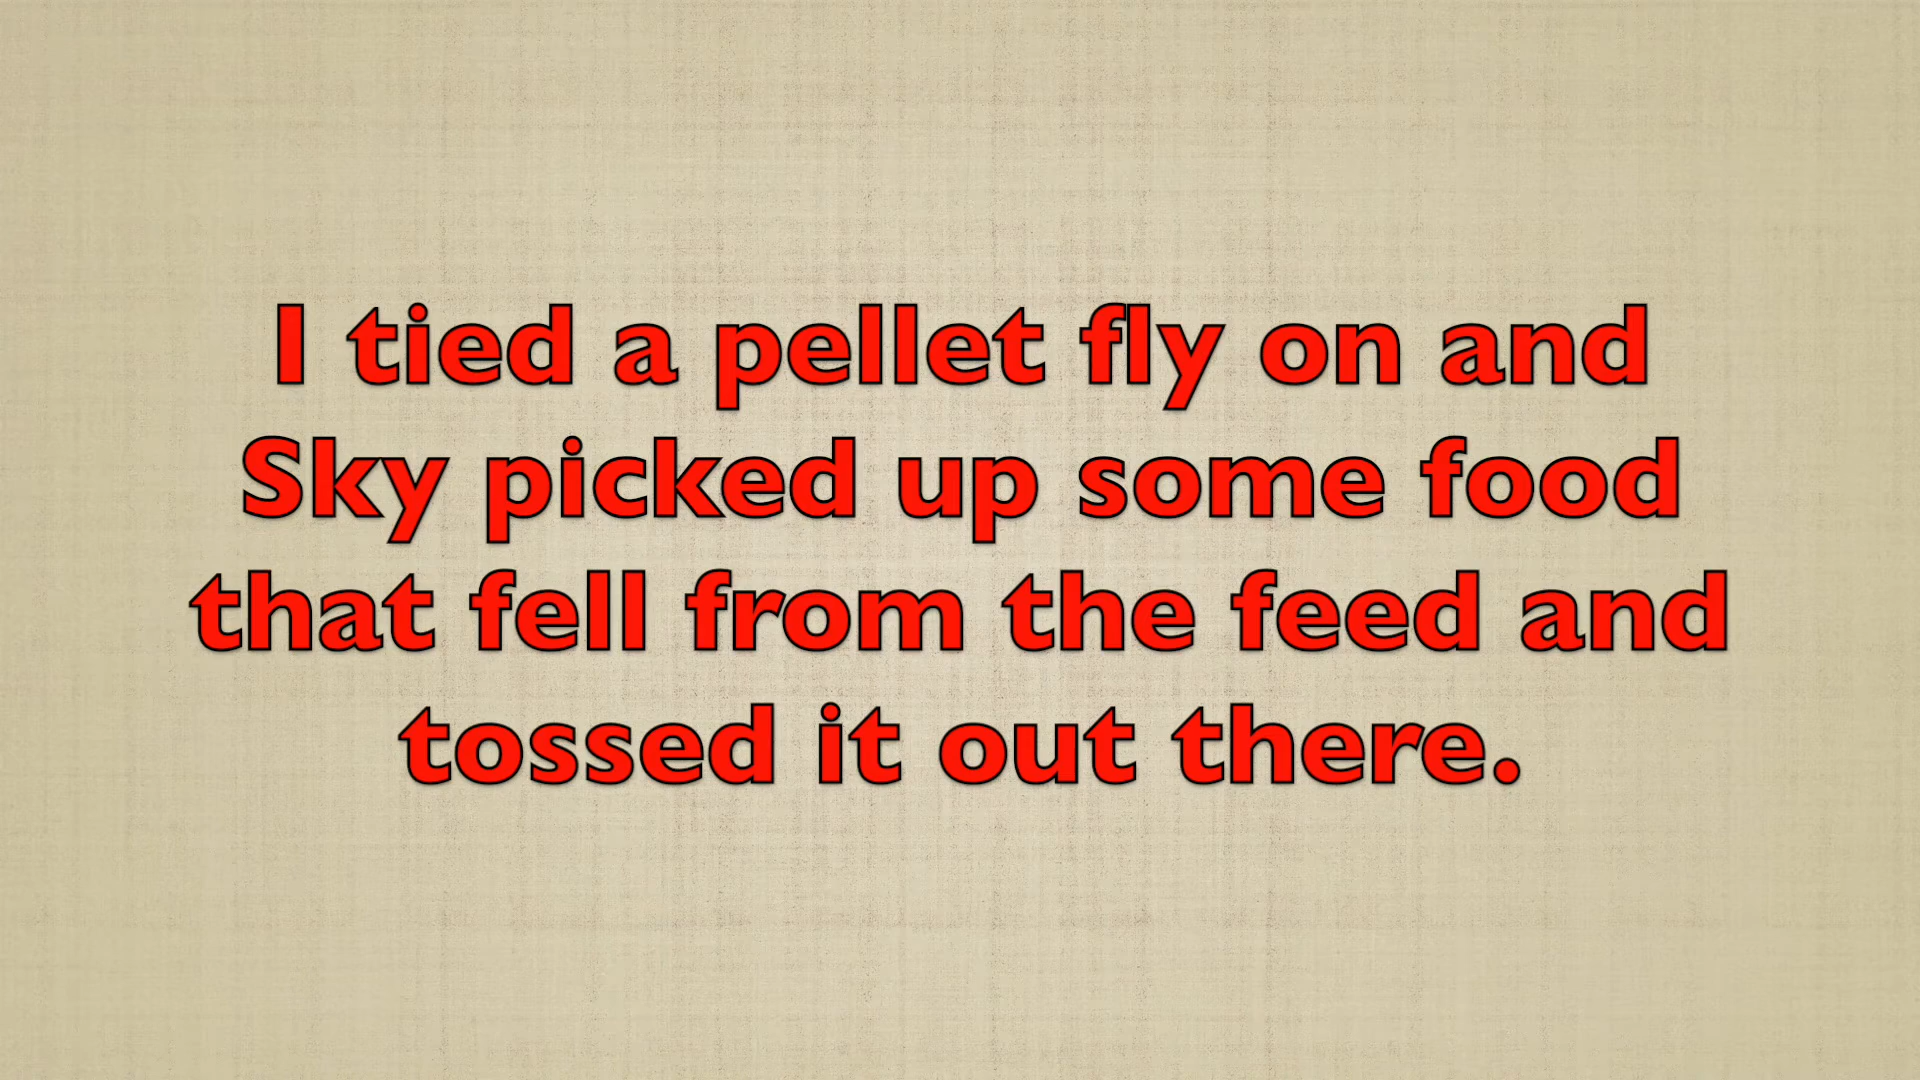 I tied a pellet fly on and
Sky picked up some food
that fell from the feed and
tossed it out there.